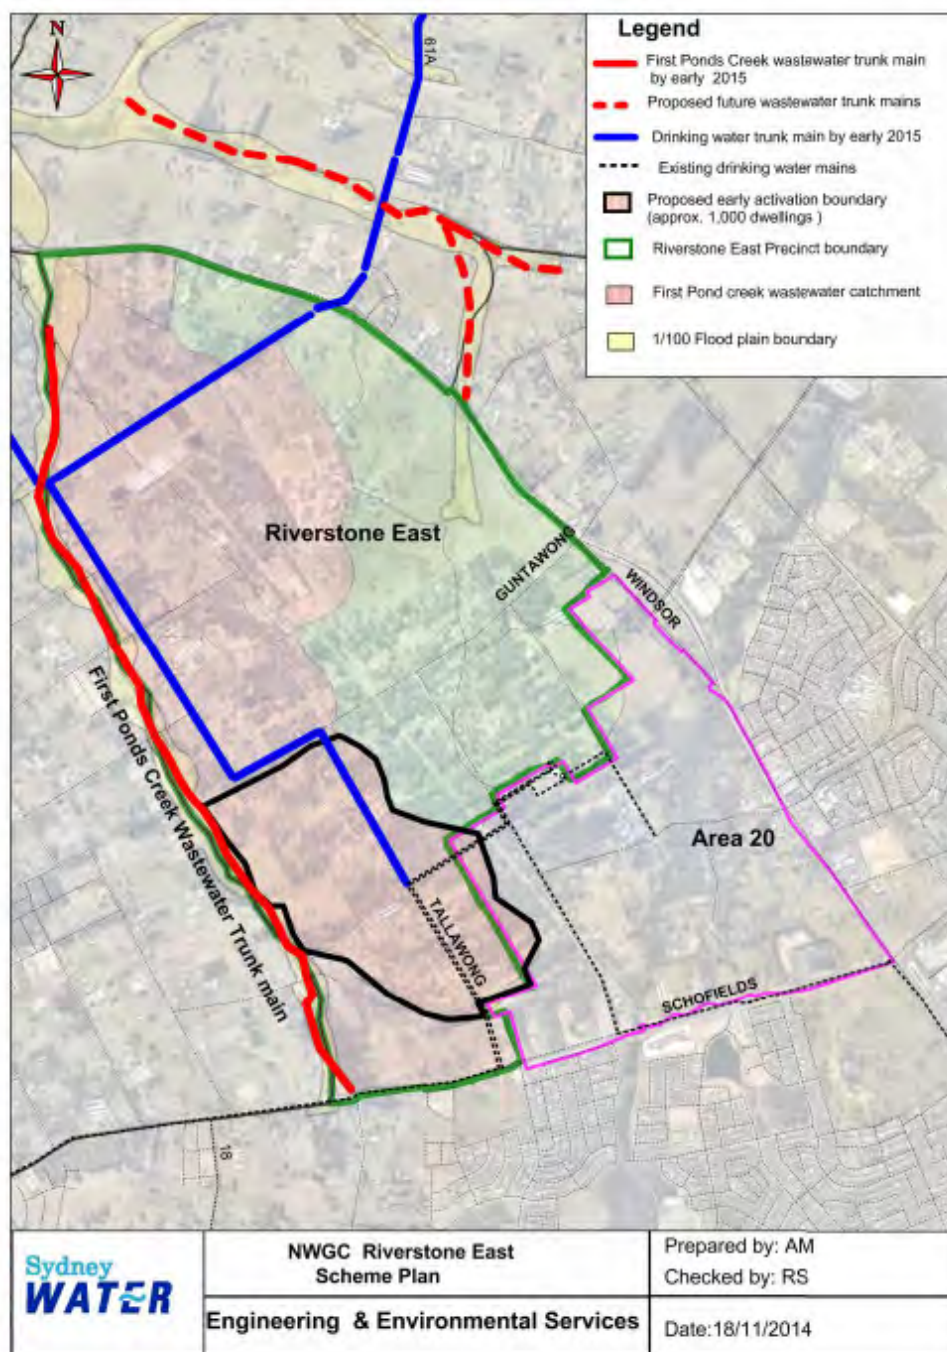 N
61A
Legend
First Ponds Creek wastewater trunk main
by early 2015
Proposed future wastewater trunk mains
Drinking water trunk main by early 2015
Existing drinking water mains
Proposed early activation boundary
(approx. 1,000 dwellings )
Riverstone East Precinct boundary
First Pond creek wastewater catchment
1/100 Flood plain boundary
Riverstone East
GUNTAWONG
WINDSOR
First Ponds Creek Wastewater Trunk main
Area 20
TALLAWONG
SCHOFIELDS
18
Sydney
WATER
NWGC Riverstone East
Scheme Plan
Engineering & Environmental Services
Prepared by: AM
Checked by: RS
Date:18/11/2014